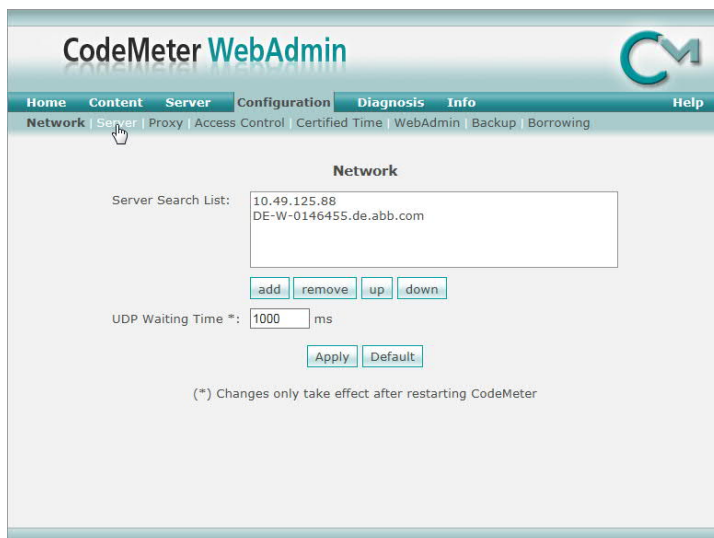 CodeMeter WebAdmin
Home Content Server Configuration Diagnosis Info Help
Network | Server | Proxy | Access Control | Certified Time | WebAdmin | Backup | Borrowing
Network
Server Search List:
10.49.125.88
DE-W-0146455.de.abb.com
add remove up down
UDP Waiting Time *: 1000 ms
Apply Default
(*) Changes only take effect after restarting CodeMeter